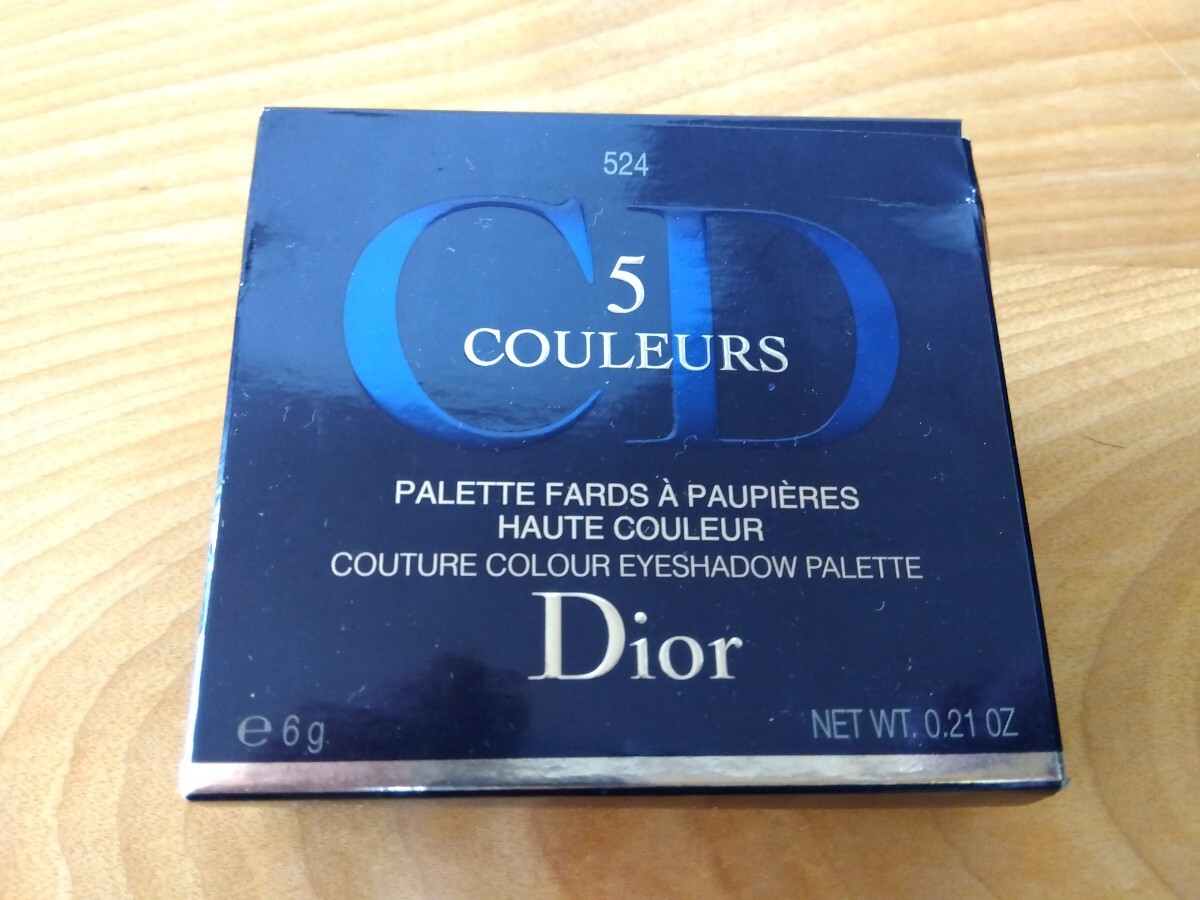 524
CD
5
COULEURS
PALETTE FARDS À PAUPIÈRES
HAUTE COULEUR
COUTURE COLOUR EYESHADOW PALETTE
Dior
℮ 6 g
NET WT. 0.21 OZ